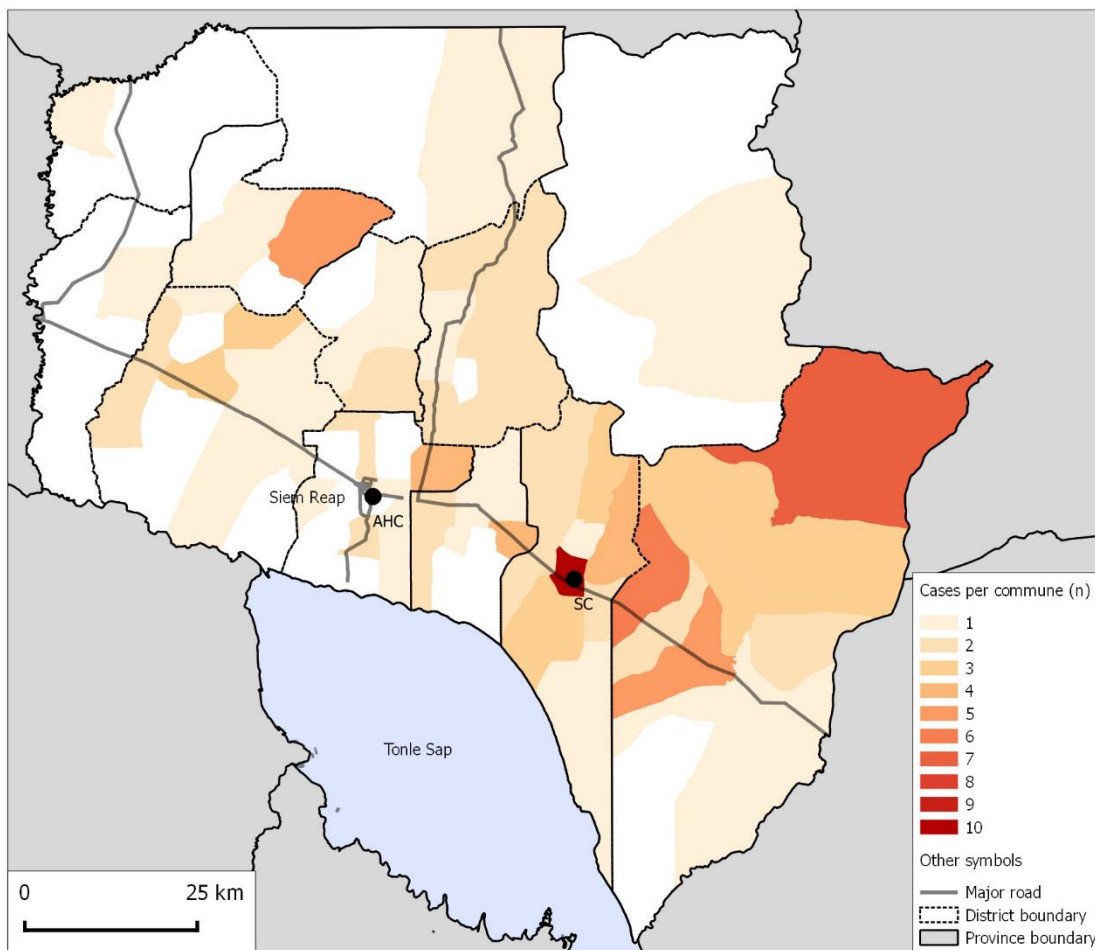 Siem Reap
AHC
SC
Tonle Sap
0 25 km
Cases per commune (n)
1
2
3
4
5
6
7
8
9
10
Other symbols
Major road
District boundary
Province boundary